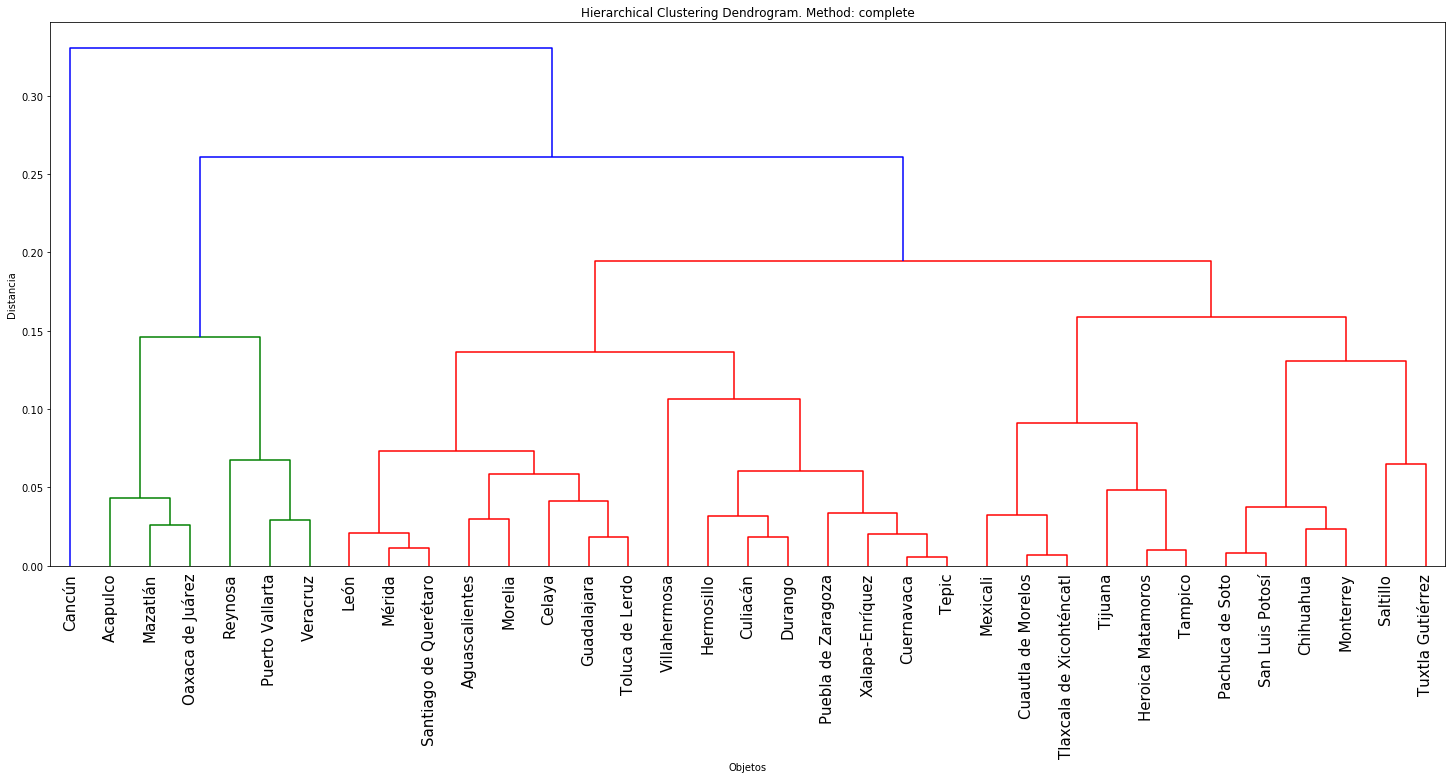 Hierarchical Clustering Dendrogram. Method: complete
0.30
0.25
0.20
0.15
0.10
0.05
0.00
Distancia
Cancún
Acapulco
Mazatlán
Oaxaca de Juárez
Reynosa
Puerto Vallarta
Veracruz
León
Mérida
Santiago de Querétaro
Aguascalientes
Morelia
Celaya
Guadalajara
Toluca de Lerdo
Villahermosa
Hermosillo
Culiacán
Durango
Puebla de Zaragoza
Xalapa-Enríquez
Cuernavaca
Tepic
Mexicali
Cuautla de Morelos
Tlaxcala de Xicohténcatl
Tijuana
Heroica Matamoros
Tampico
Pachuca de Soto
San Luis Potosí
Chihuahua
Monterrey
Saltillo
Tuxtla Gutiérrez
Objetos